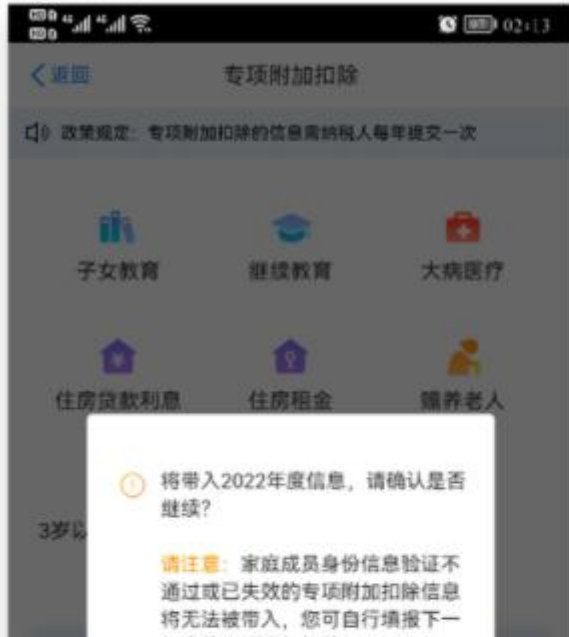 02:13
返回
专项附加扣除
政策规定：专项附加扣除的信息需纳税人每年提交一次
子女教育
继续教育
大病医疗
住房贷款利息
住房租金
赡养老人
3岁以
将带入2022年度信息，请确认是否
继续？
请注意：家庭成员身份信息验证不
通过或已失效的专项附加扣除信息
将无法被带入，您可自行填报下一